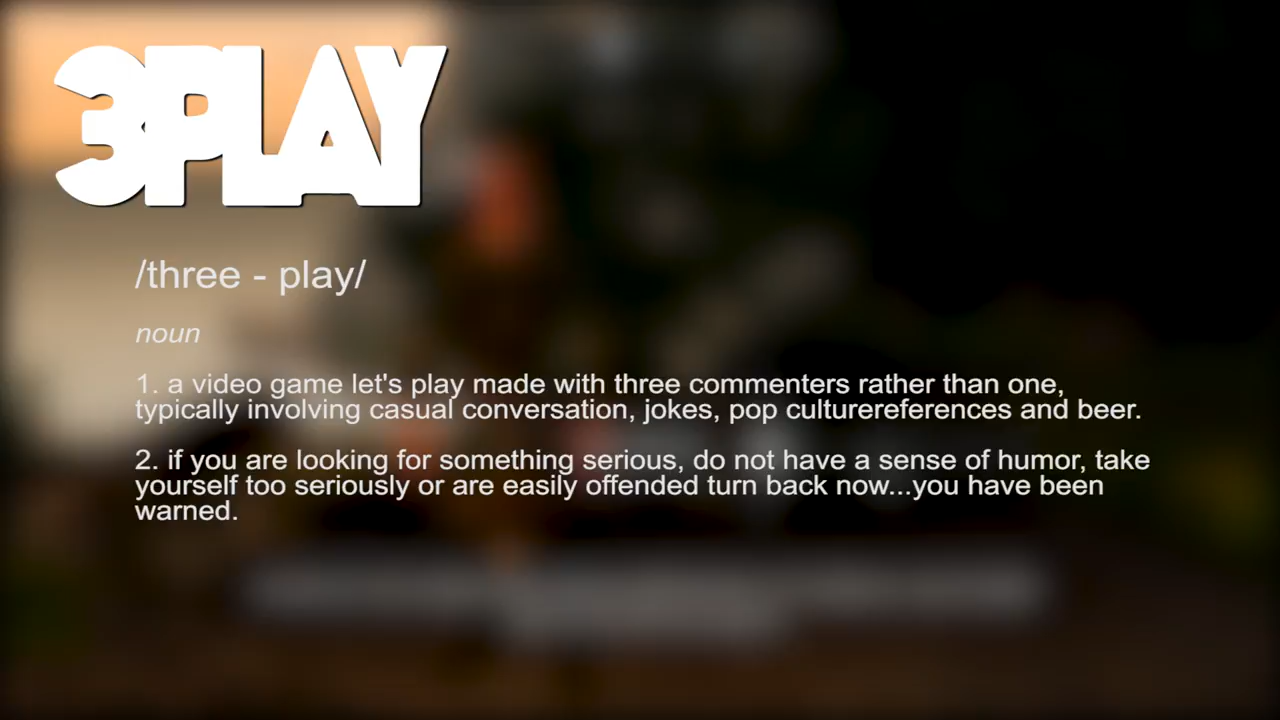 3PLAY
/three - play/
noun
1. a video game let's play made with three commenters rather than one,
typically involving casual conversation, jokes, pop culturereferences and beer.
2. if you are looking for something serious, do not have a sense of humor, take
yourself too seriously or are easily offended turn back now...you have been
warned.